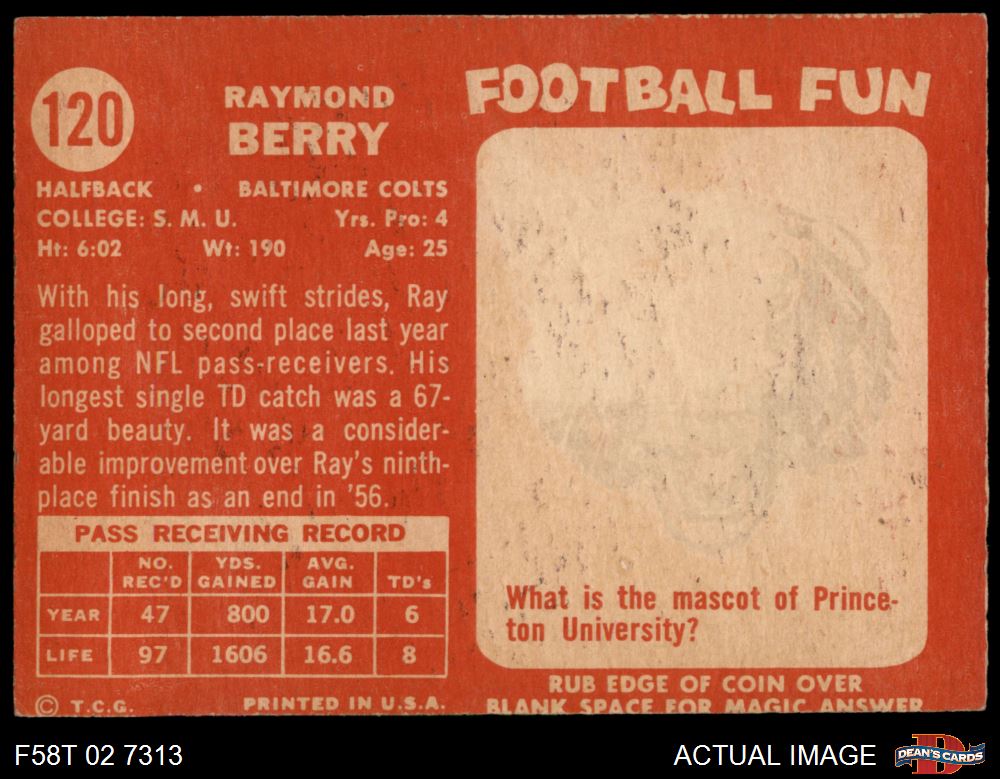 120
RAYMOND
BERRY
HALFBACK • BALTIMORE COLTS
COLLEGE: S. M. U. Yrs. Pro: 4
Ht: 6:02 Wt: 190 Age: 25
With his long, swift strides, Ray
galloped to second place last year
among NFL pass-receivers. His
longest single TD catch was a 67-
yard beauty. It was a consider-
able improvement over Ray's ninth-
place finish as an end in '56.
PASS RECEIVING RECORD
NO. REC'D YDS. GAINED AVG. GAIN TD's
YEAR 47 800 17.0 6
LIFE 97 1606 16.6 8
© T.C.G. PRINTED IN U.S.A.
FOOTBALL FUN
What is the mascot of Prince-
ton University?
RUB EDGE OF COIN OVER
BLANK SPACE FOR MAGIC ANSWER
F58T 02 7313
ACTUAL IMAGE
DEAN'S CARDS